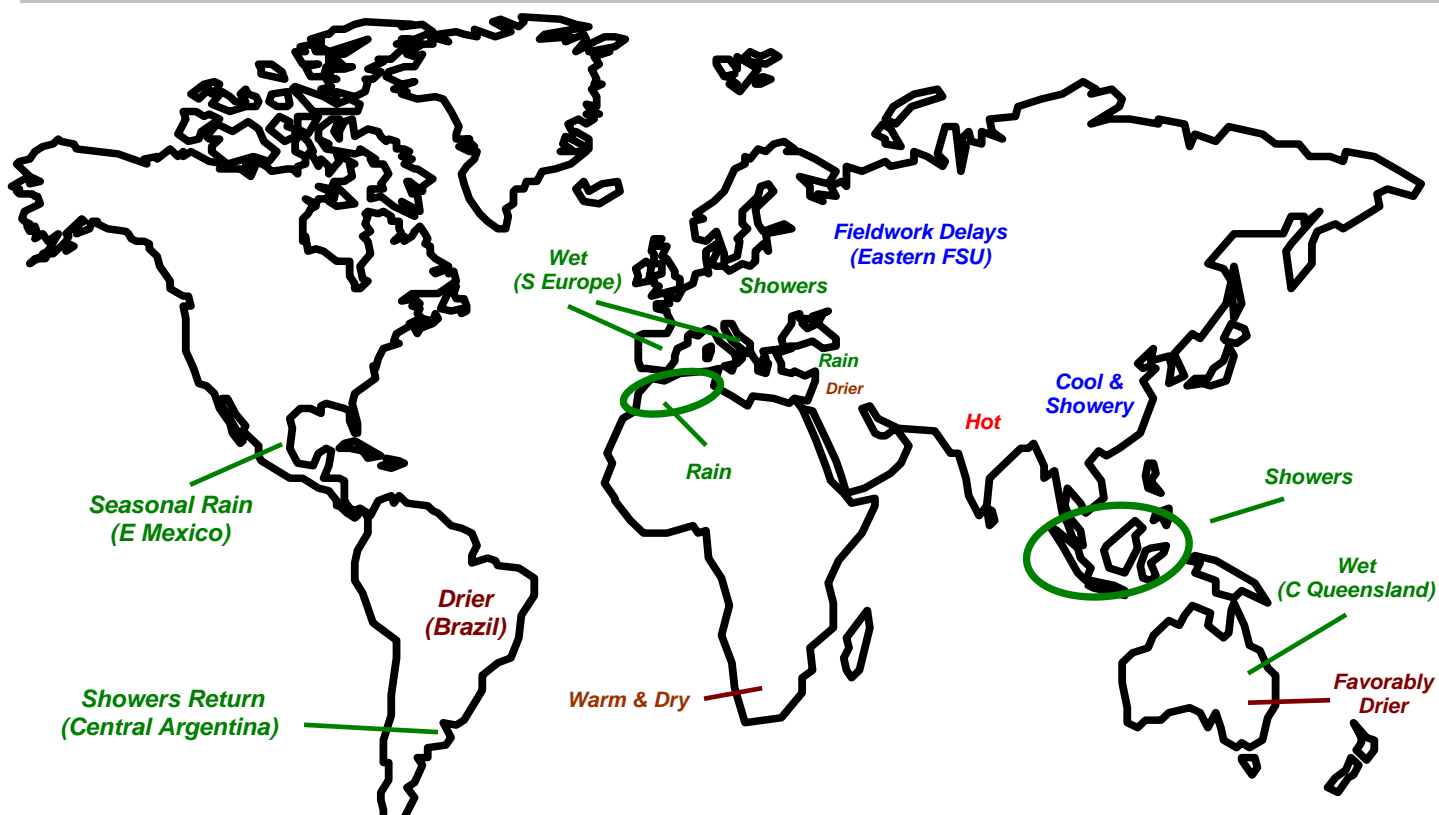 Fieldwork Delays
(Eastern FSU)
Wet
(S Europe)
Showers
Rain
Drier
Cool &
Showery
Hot
Rain
Showers
Seasonal Rain
(E Mexico)
Wet
(C Queensland)
Drier
(Brazil)
Warm & Dry
Favorably
Drier
Showers Return
(Central Argentina)